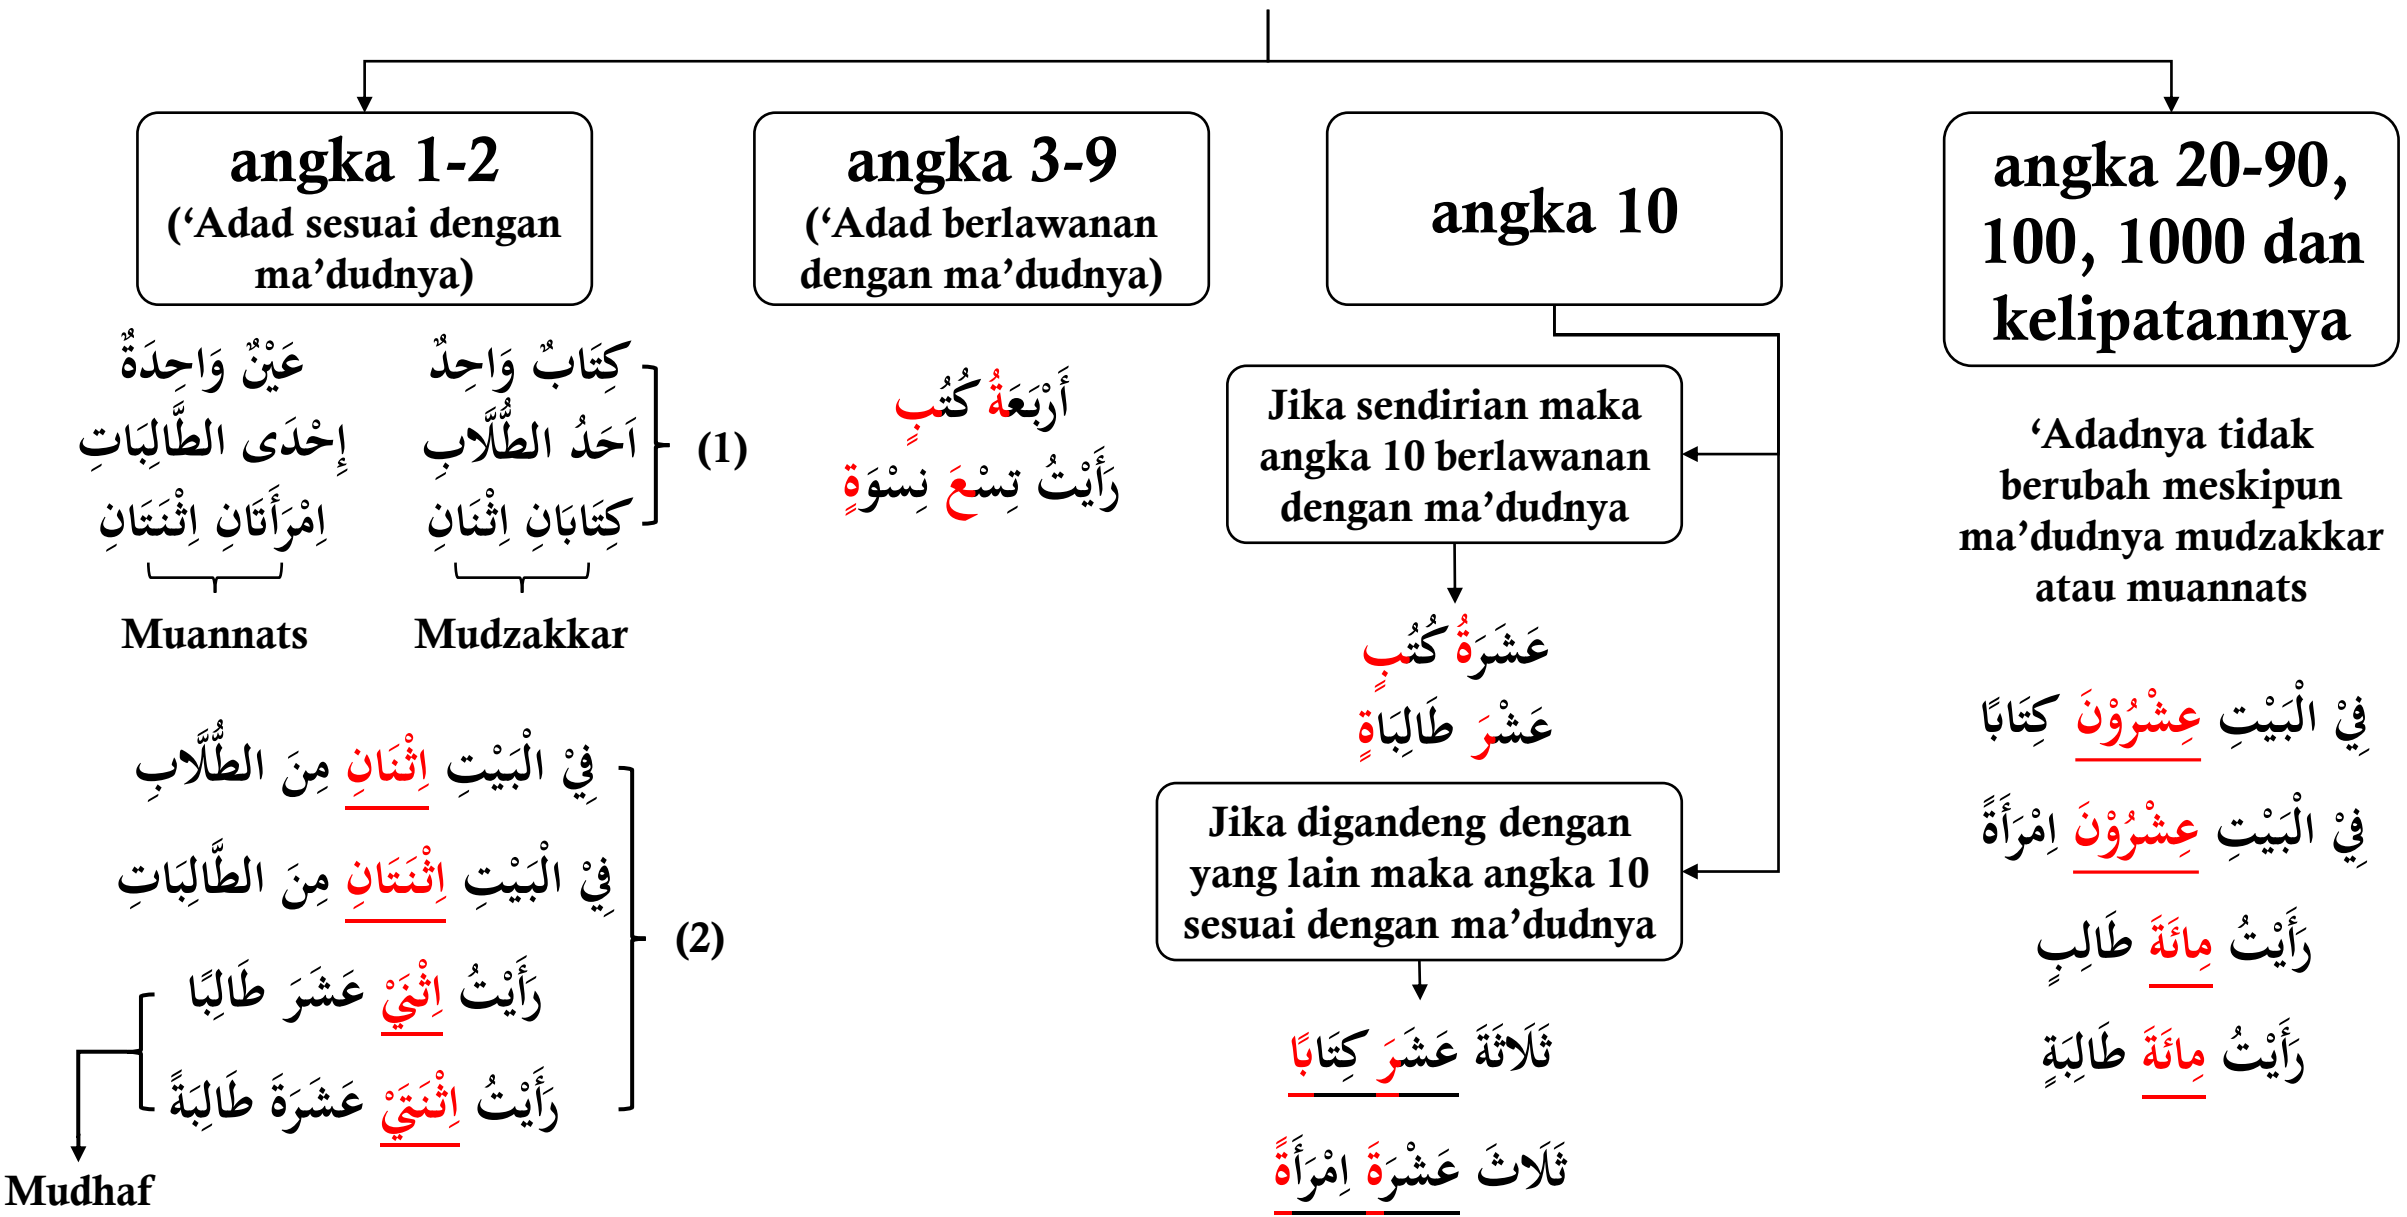 angka 1-2
(‘Adad sesuai dengan
ma’dudnya)
كِتَابٌ وَاحِدٌ
عَيْنٌ وَاحِدَةٌ
اَحَدُ الطُّلَّابِ
إِحْدَى الطَّالِبَاتِ
كِتَابَانِ اِثْنَانِ
اِمْرَأَتَانِ اِثْنَتَانِ
(1)
Muannats
Mudzakkar
فِيْ الْبَيْتِ اِثْنَانِ مِنَ الطُّلَّابِ
فِيْ الْبَيْتِ اِثْنَتَانِ مِنَ الطَّالِبَاتِ
رَأَيْتُ اِثْنَيْ عَشَرَ طَالِبًا
رَأَيْتُ اِثْنَتَيْ عَشَرَةَ طَالِبَةً
(2)
Mudhaf
angka 3-9
(‘Adad berlawanan
dengan ma’dudnya)
أَرْبَعَةُ كُتُبٍ
رَأَيْتُ تِسْعَ نِسْوَةٍ
angka 10
Jika sendirian maka
angka 10 berlawanan
dengan ma’dudnya
عَشَرَةُ كُتُبٍ
عَشْرَ طَالِبَاةٍ
Jika digandeng dengan
yang lain maka angka 10
sesuai dengan ma’dudnya
ثَلَاثَةَ عَشَرَ كِتَابًا
ثَلَاثَ عَشْرَةَ اِمْرَأَةً
angka 20-90,
100, 1000 dan
kelipatannya
‘Adadnya tidak
berubah meskipun
ma’dudnya mudzakkar
atau muannats
فِيْ الْبَيْتِ عِشْرُوْنَ كِتَابًا
فِيْ الْبَيْتِ عِشْرُوْنَ اِمْرَأَةً
رَأَيْتُ مِائَةَ طَالِبٍ
رَأَيْتُ مِائَةَ طَالِبَةٍ